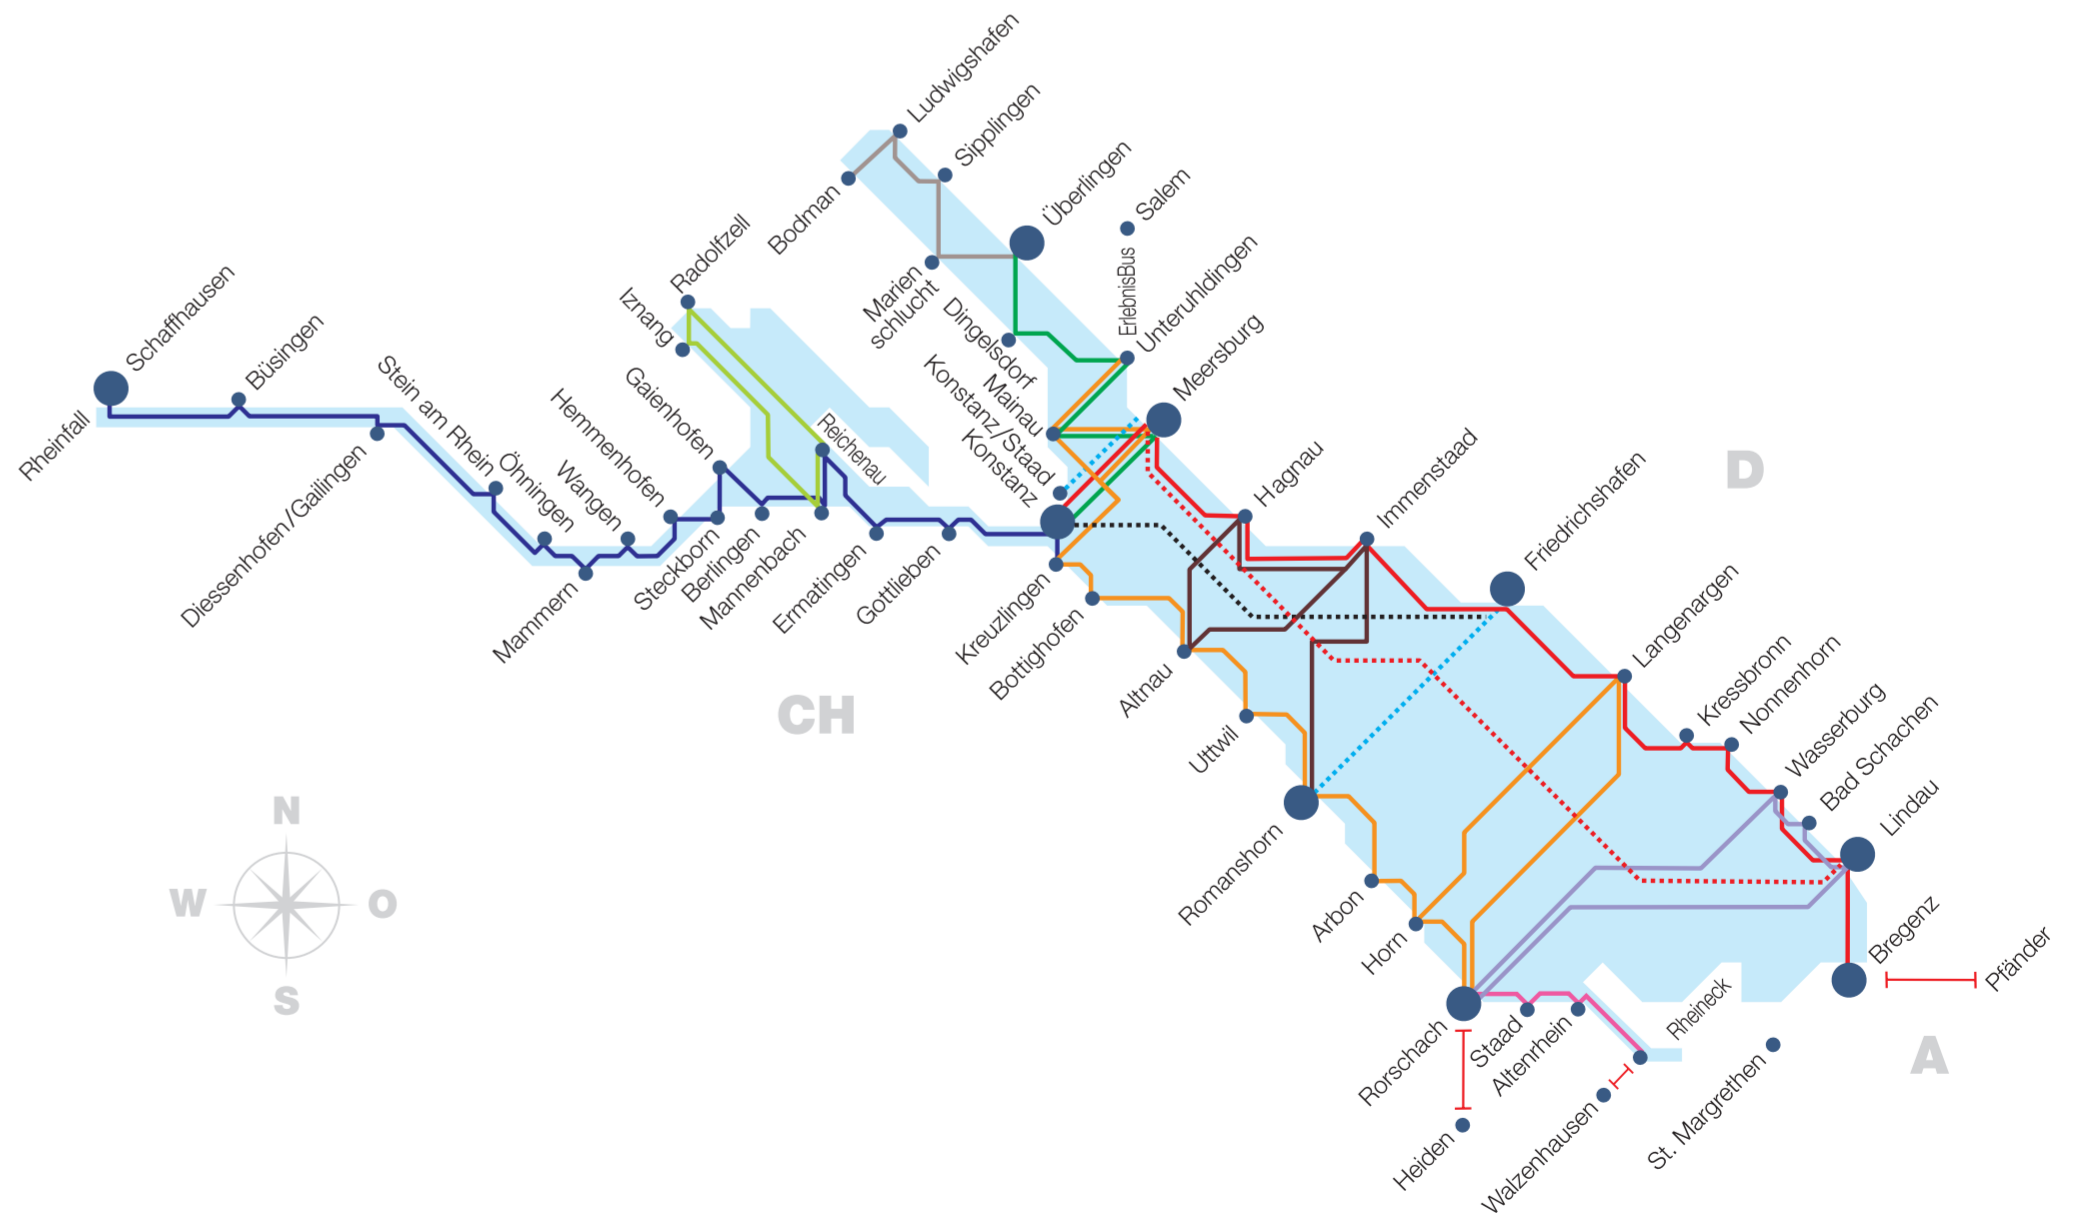 Ludwigshafen
Sipplingen
Überlingen
Salem
Bodman
Radolfzell
Iznang
Marien
schlucht
ErlebnisBus
Unteruhldingen
Dingelsdorf
Mainau
Meersburg
Konstanz/Staad
Konstanz
Schaffhausen
Büsingen
Rheinfall
Diessenhofen/Gailingen
Stein am Rhein
Öhningen
Wangen
Hemmenhofen
Gaienhofen
Reichenau
Mammern
Steckborn
Berlingen
Mannenbach
Ermatingen
Gottlieben
Kreuzlingen
Bottighofen
Hagnau
Immenstaad
Friedrichshafen
D
Langenargen
Kressbronn
Nonnenhorn
Wasserburg
Bad Schachen
Lindau
CH
Altnau
Uttwil
Romanshorn
Arbon
Horn
Bregenz
Pfänder
Rorschach
Staad
Altenrhein
Rheineck
A
Heiden
Walzenhausen
St. Margrethen
N
W
O
S